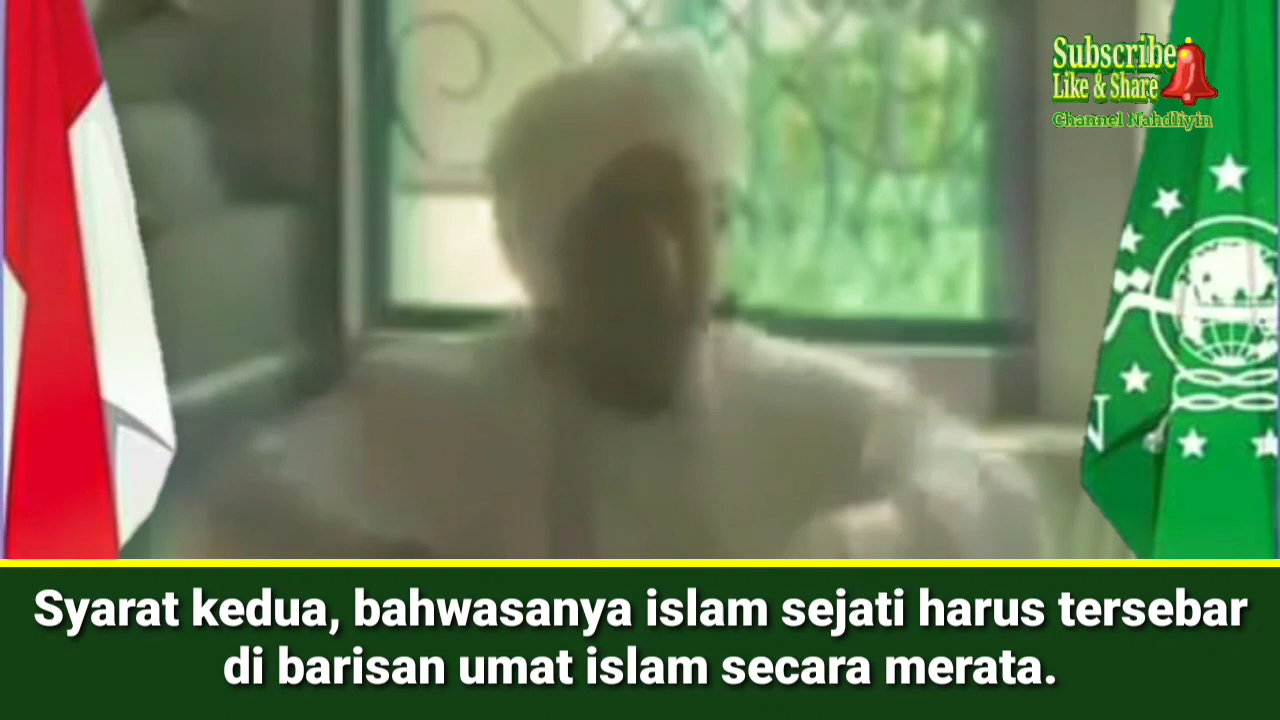 Subscribe
Like & Share
Channel Nahdliyin
N
Syarat kedua, bahwasanya islam sejati harus tersebar
di barisan umat islam secara merata.